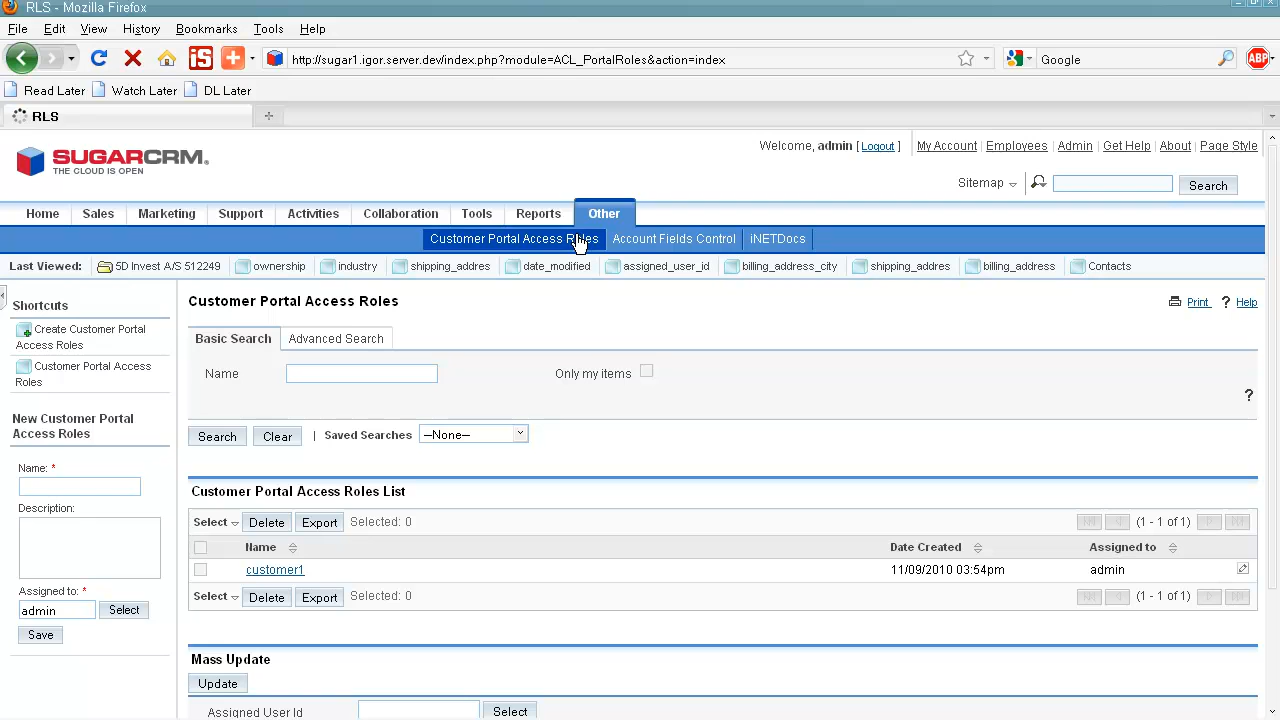 RLS - Mozilla Firefox
File Edit View History Bookmarks Tools Help
iS http://sugar1.igor.server.dev/index.php?module=ACL_PortalRoles&action=index Google ABP
Read Later Watch Later DL Later
RLS
SUGARCRM.
THE CLOUD IS OPEN
Welcome, admin [ Logout ] My Account | Employees | Admin | Get Help | About | Page Style
Sitemap Search
Home Sales Marketing Support Activities Collaboration Tools Reports Other
Customer Portal Access Roles Account Fields Control iNETDocs
Last Viewed: 5D Invest A/S 512249 ownership industry shipping_addres date_modified assigned_user_id billing_address_city shipping_addres billing_address Contacts
Shortcuts
Create Customer Portal
Access Roles
Customer Portal Access
Roles
New Customer Portal
Access Roles
Name: *
Description:
Assigned to: *
admin Select
Save
Customer Portal Access Roles Print ? Help
Basic Search Advanced Search
Name Only my items
?
Search Clear | Saved Searches --None--
Customer Portal Access Roles List
Select Delete Export Selected: 0 (1 - 1 of 1)
Name Date Created Assigned to
customer1 11/09/2010 03:54pm admin
Select Delete Export Selected: 0 (1 - 1 of 1)
Mass Update
Update
Assigned User Id Select